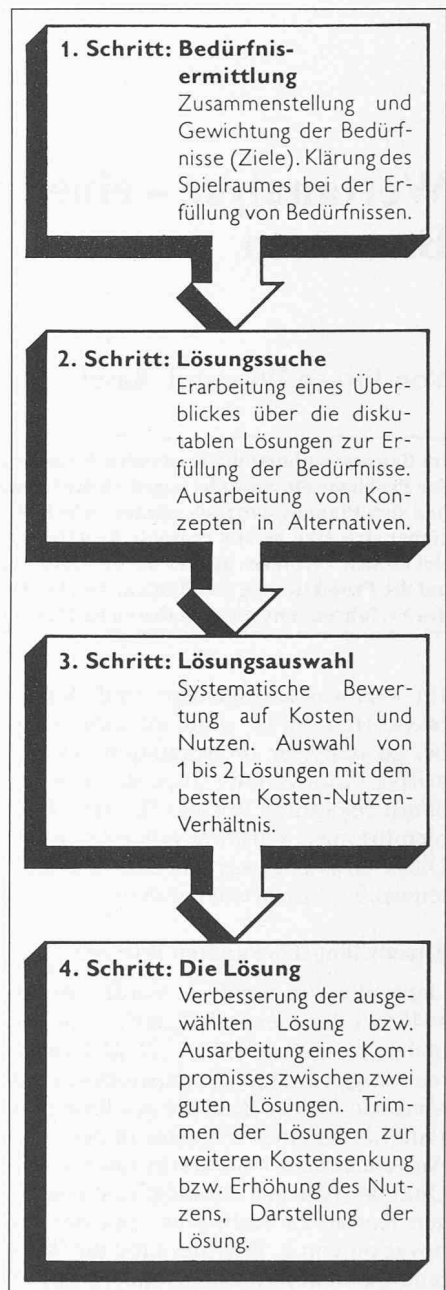 1. Schritt: Bedürfnis-
ermittlung
Zusammenstellung und
Gewichtung der Bedürf-
nisse (Ziele). Klärung des
Spielraumes bei der Er-
füllung von Bedürfnissen.
2. Schritt: Lösungssuche
Erarbeitung eines Über-
blickes über die disku-
tablen Lösungen zur Er-
füllung der Bedürfnisse.
Ausarbeitung von Kon-
zepten in Alternativen.
3. Schritt: Lösungsauswahl
Systematische Bewer-
tung auf Kosten und
Nutzen. Auswahl von
1 bis 2 Lösungen mit dem
besten Kosten-Nutzen-
Verhältnis.
4. Schritt: Die Lösung
Verbesserung der ausge-
wählten Lösung bzw.
Ausarbeitung eines Kom-
promisses zwischen zwei
guten Lösungen. Trim-
men der Lösungen zur
weiteren Kostensenkung
bzw. Erhöhung des Nut-
zens, Darstellung der
Lösung.